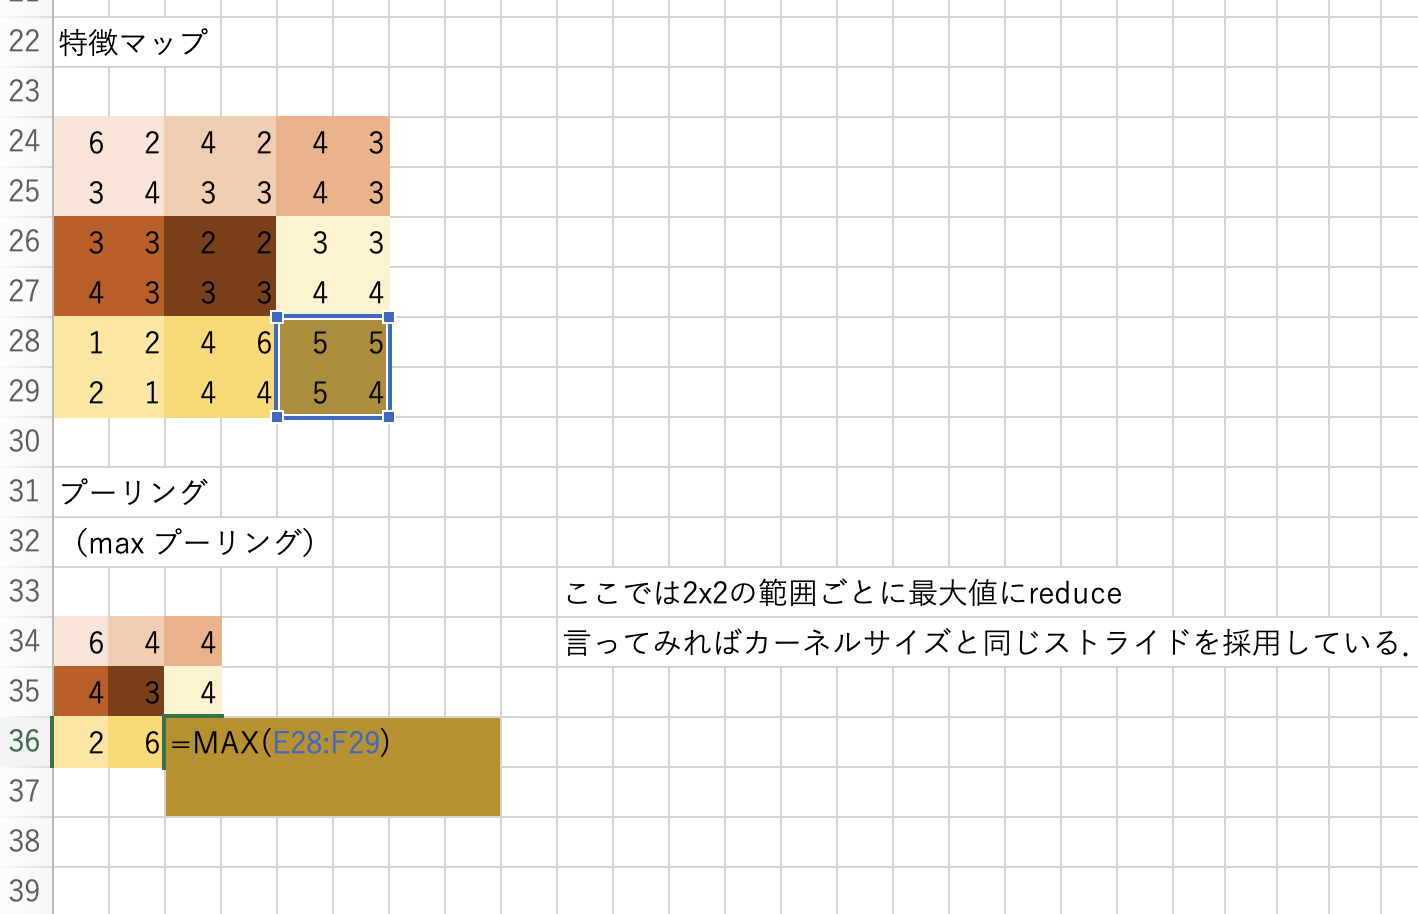 22 特徴マップ
23
24 6 2 4 2 4 3
25 3 4 3 3 4 3
26 3 3 2 2 3 3
27 4 3 3 3 4 4
28 1 2 4 6 5 5
29 2 1 4 4 5 4
30
31 プーリング
32 （max プーリング）
33 ここでは2x2の範囲ごとに最大値にreduce
34 6 4 4 言ってみればカーネルサイズと同じストライドを採用している.
35 4 3 4
36 2 6 =MAX(E28:F29)
37
38
39